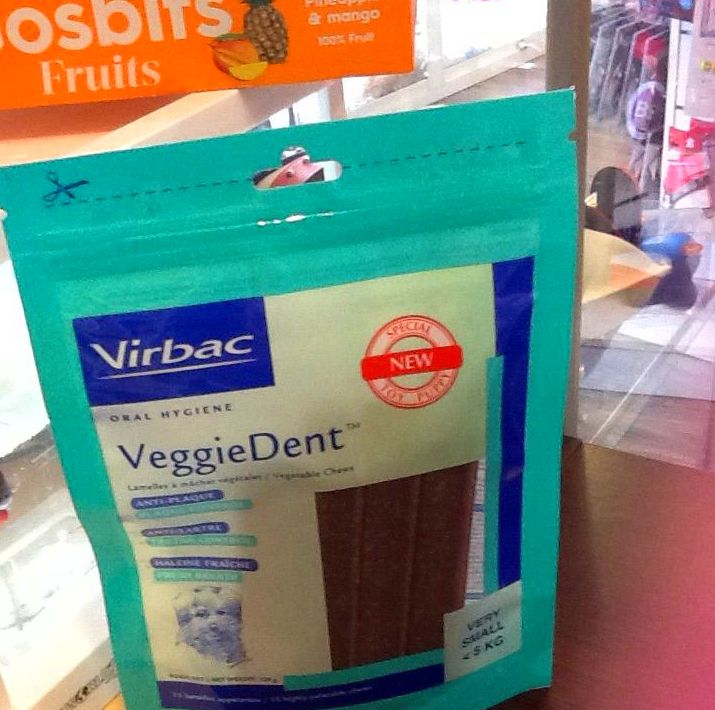 osbits
Fruits
Pineapple
& mango
100% Fruit
Virbac
ORAL HYGIENE
VeggieDent™
Lamelles à mâcher végétales / Vegetable Chews
SPECIAL
NEW
TOY PUPPY
ANTI-PLAQUE
ANTI-TARTRE
HALEINE FRAÎCHE
FRESH BREATH
VERY
SMALL
< 5 KG